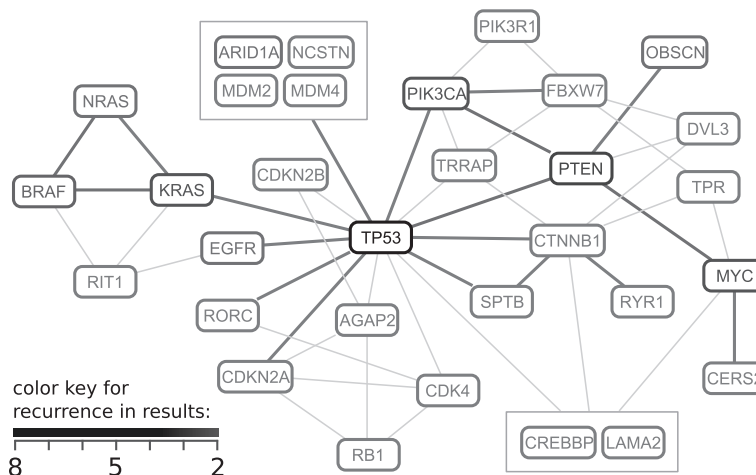 PIK3R1
OBSCN
ARID1A NCSTN
MDM2 MDM4
PIK3CA
FBXW7
NRAS
DVL3
BRAF
KRAS
CDKN2B
TRRAP
PTEN
TPR
TP53
CTNNB1
EGFR
RIT1
MYC
RORC
AGAP2
SPTB
RYR1
CDKN2A
CDK4
CERS2
color key for
recurrence in results:
8 5 2
RB1
CREBBP LAMA2